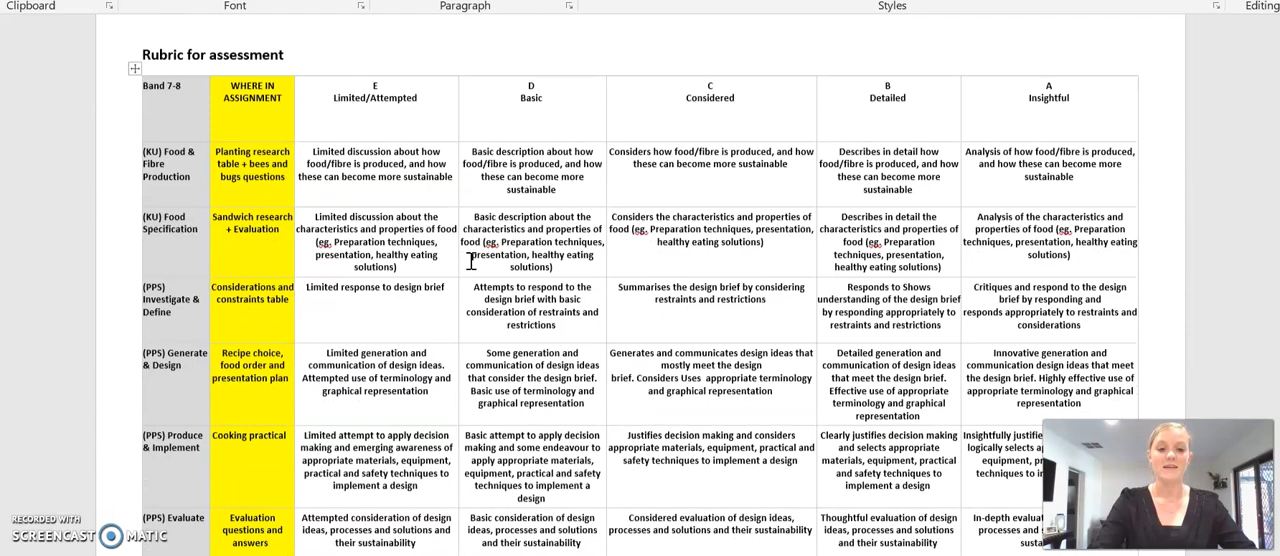 Clipboard
Font
Paragraph
Styles
Editing
Rubric for assessment
Band 7-8
WHERE IN
ASSIGNMENT
E
Limited/Attempted
D
Basic
C
Considered
B
Detailed
A
Insightful
(KU) Food &
Fibre
Production
Planting research
table + bees and
bugs questions
Limited discussion about how
food/fibre is produced, and how
these can become more sustainable
Basic description about how
food/fibre is produced, and how
these can become more
sustainable
Considers how food/fibre is produced, and how
these can become more sustainable
Describes in detail how
food/fibre is produced, and how
these can become more
sustainable
Analysis of how food/fibre is produced,
and how these can become more
sustainable
(KU) Food
Specification
Sandwich research
+ Evaluation
Limited discussion about the
characteristics and properties of food
(eg, Preparation techniques,
presentation, healthy eating
solutions)
Basic description about the
characteristics and properties of
food (eg, Preparation techniques,
presentation, healthy eating
solutions)
Considers the characteristics and properties of
food (eg, Preparation techniques, presentation,
healthy eating solutions)
Describes in detail the
characteristics and properties of
food (eg, Preparation
techniques, presentation,
healthy eating solutions)
Analysis of the characteristics and
properties of food (eg, Preparation
techniques, presentation, healthy eating
solutions)
(PPS)
Investigate &
Define
Considerations and
constraints table
Limited response to design brief
Attempts to respond to the
design brief with basic
consideration of restraints and
restrictions
Summarises the design brief by considering
restraints and restrictions
Responds to Shows
understanding of the design brief
by responding appropriately to
restraints and restrictions
Critiques and respond to the design
brief by responding and
responds appropriately to restraints and
considerations
(PPS) Generate
& Design
Recipe choice,
food order and
presentation plan
Limited generation and
communication of design ideas.
Attempted use of terminology and
graphical representation
Some generation and
communication of design ideas
that consider the design brief.
Basic use of terminology and
graphical representation
Generates and communicates design ideas that
mostly meet the design
brief. Considers Uses appropriate terminology
and graphical representation
Detailed generation and
communication of design ideas
that meet the design brief.
Effective use of appropriate
terminology and graphical
representation
Innovative generation and
communication design ideas that meet
the design brief. Highly effective use of
appropriate terminology and graphical
representation
(PPS) Produce
& Implement
Cooking practical
Limited attempt to apply decision
making and emerging awareness of
appropriate materials, equipment,
practical and safety techniques to
implement a design
Basic attempt to apply decision
making and some endeavour to
apply appropriate materials,
equipment, practical and safety
techniques to implement a
design
Justifies decision making and considers
appropriate materials, equipment, practical and
safety techniques to implement a design
Clearly justifies decision making
and selects appropriate
materials, equipment, practical
and safety techniques to
implement a design
Insightfully
logically selects
equipment,
techniques to
(PPS) Evaluate
Evaluation
questions and
answers
Attempted consideration of design
ideas, processes and solutions and
their sustainability
Basic consideration of design
ideas, processes and solutions
and their sustainability
Considered evaluation of design ideas,
processes and solutions and their sustainability
Thoughtful evaluation of design
ideas, processes and solutions
and their sustainability
In-depth
processes
RECORDED WITH
SCREENCAST MATIC